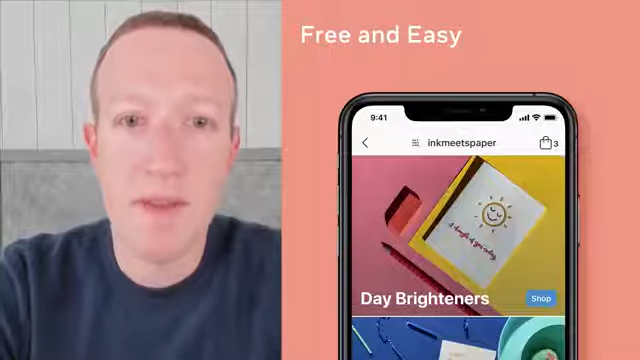 Free and Easy
9:41
inkmeetspaper
3
Day Brighteners
Shop